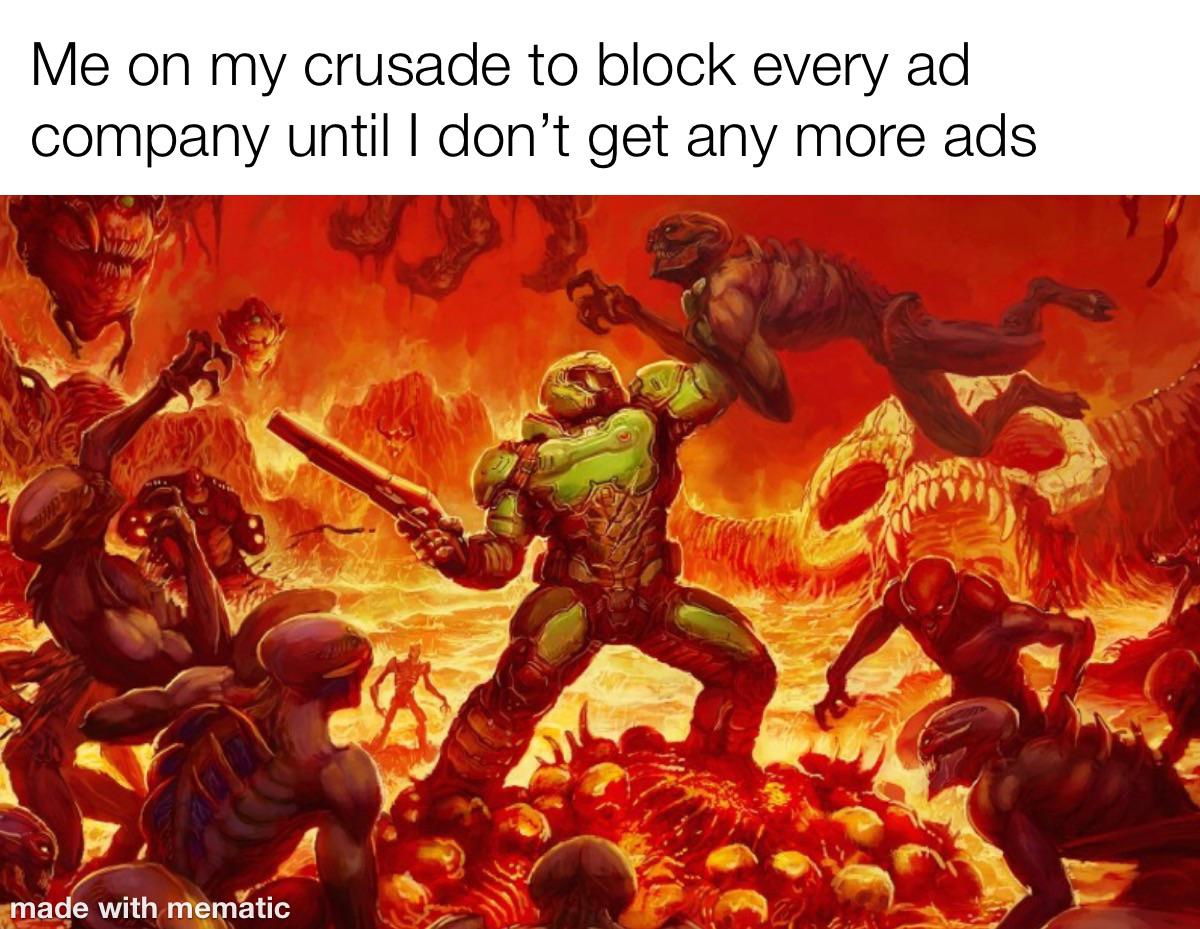 Me on my crusade to block every ad
company until I don’t get any more ads
made with mematic